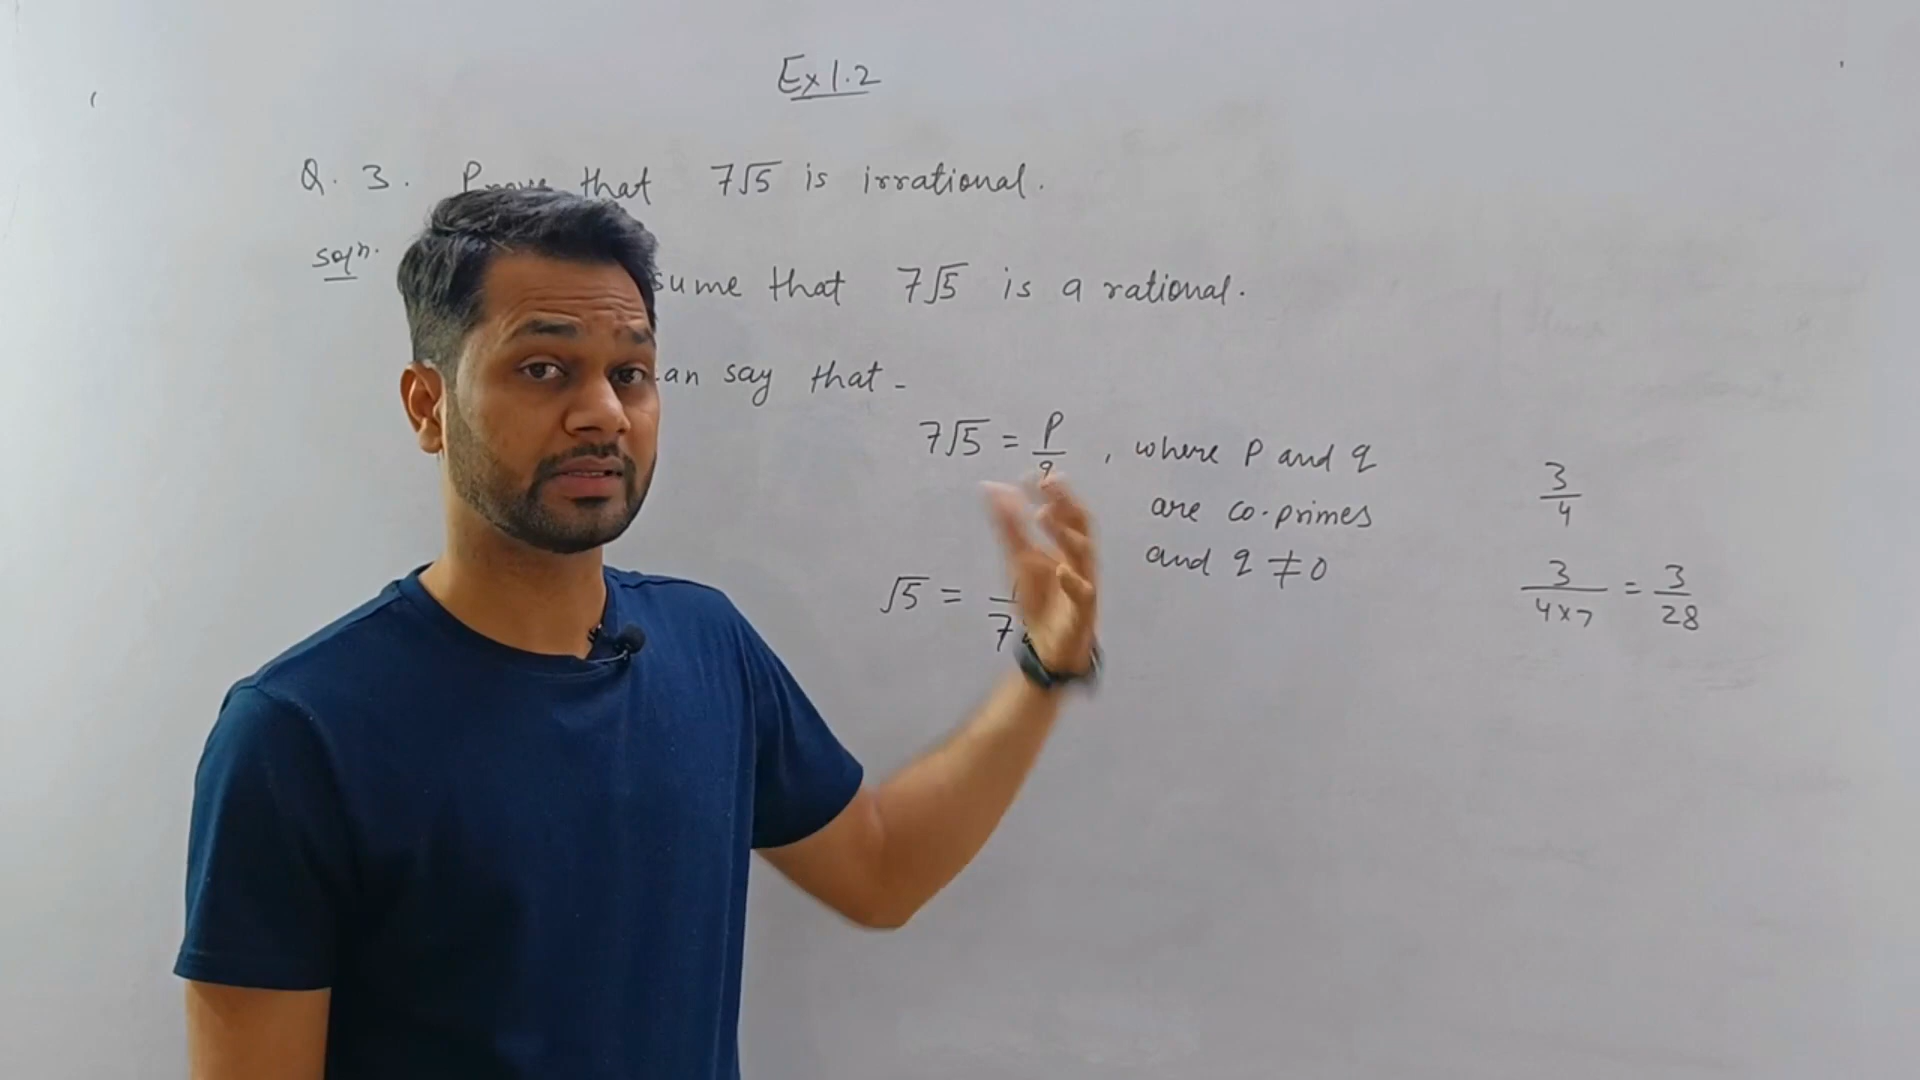 Ex 1.2
Q. 3. Prove that 7√5 is irrational.
Soln.
sume that 7√5 is a rational.
an say that -
7√5 = p/q , where p and q
are co-primes
and q ≠ 0
√5 =
7
3/4
3/(4×7) = 3/28